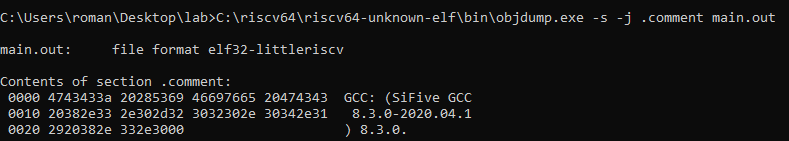 C:\Users\roman\Desktop\lab>C:\riscv64\riscv64-unknown-elf\bin\objdump.exe -s -j .comment main.out
main.out:     file format elf32-littleriscv
Contents of section .comment:
 0000 4743433a 20285369 46697665 20474343  GCC: (SiFive GCC
 0010 20382e33 2e302d32 3032302e 30342e31   8.3.0-2020.04.1
 0020 2920382e 332e3000                    ) 8.3.0.